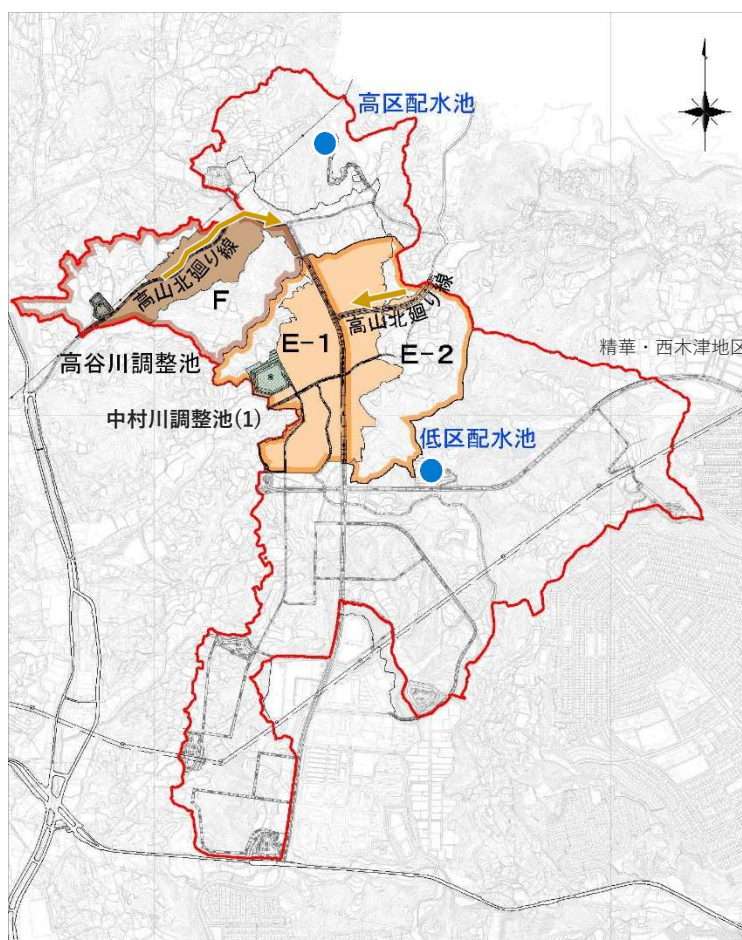 高区配水池
高山北廻り線
F
高山北廻り線
E-1
E-2
精華・西木津地区
高谷川調整池
中村川調整池(1)
低区配水池